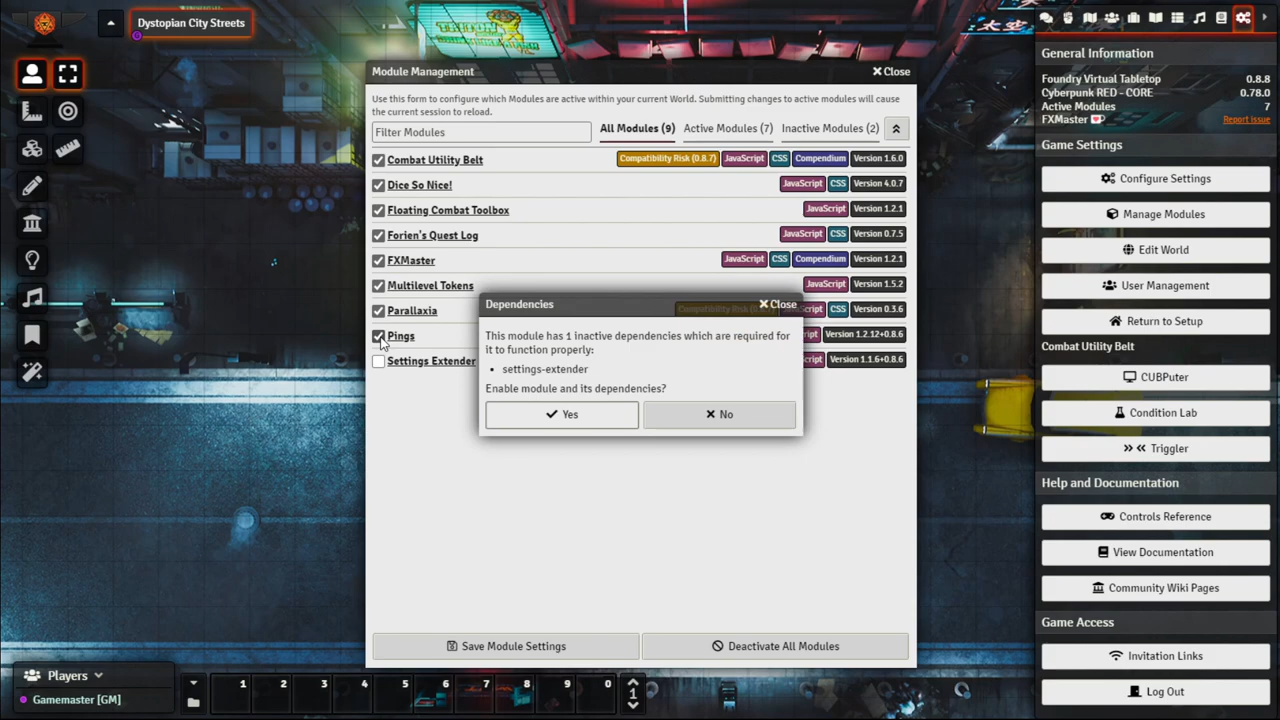 Dystopian City Streets
G
Module Management
Close
Use this form to configure which Modules are active within your current World. Submitting changes to active modules will cause
the current session to reload.
Filter Modules
All Modules (9)
Active Modules (7)
Inactive Modules (2)
Combat Utility Belt
Compatibility Risk (0.8.7) JavaScript CSS Compendium Version 1.6.0
Dice So Nice!
JavaScript CSS Version 4.0.7
Floating Combat Toolbox
JavaScript Version 1.2.1
Forien's Quest Log
JavaScript CSS Version 0.7.5
FXMaster
JavaScript CSS Compendium Version 1.2.1
Multilevel Tokens
JavaScript Version 1.5.2
Parallaxia
CSS Version 0.3.6
Pings
Version 1.2.12+0.8.6
Settings Extender
Version 1.1.6+0.8.6
Dependencies
Close
This module has 1 inactive dependencies which are required for
it to function properly:
• settings-extender
Enable module and its dependencies?
Yes
No
Save Module Settings
Deactivate All Modules
General Information
Foundry Virtual Tabletop 0.8.8
Cyberpunk RED - CORE 0.78.0
Active Modules 7
FXMaster Report issue
Game Settings
Configure Settings
Manage Modules
Edit World
User Management
Return to Setup
Combat Utility Belt
CUBPuter
Condition Lab
Triggler
Help and Documentation
Controls Reference
View Documentation
Community Wiki Pages
Game Access
Invitation Links
Log Out
Players
Gamemaster [GM]
1 2 3 4 5 6 7 8 9 0
1